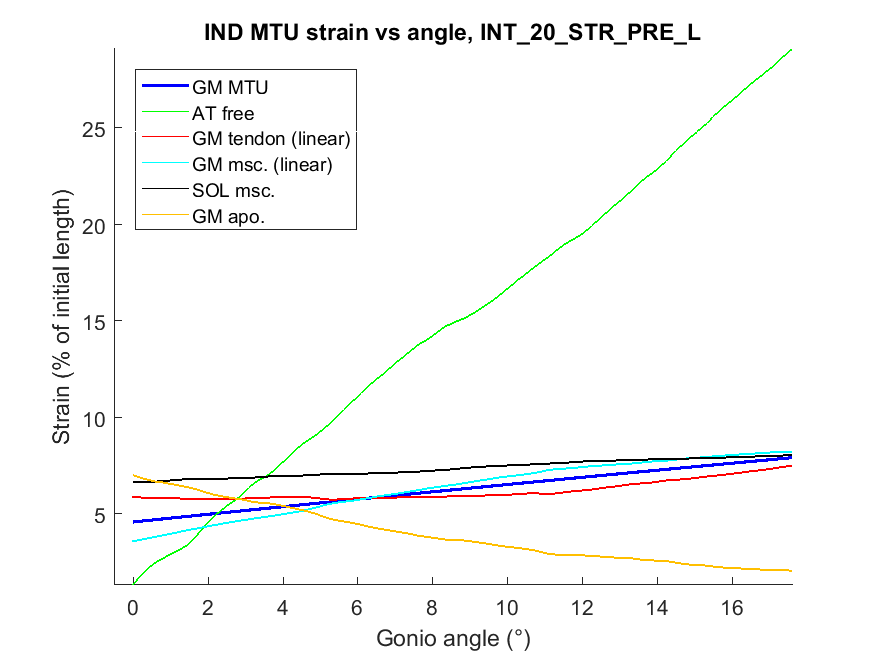 IND MTU strain vs angle, INT_20_STR_PRE_L
GM MTU
AT free
GM tendon (linear)
GM msc. (linear)
SOL msc.
GM apo.
Strain (% of initial length)
25
20
15
10
5
0 2 4 6 8 10 12 14 16
Gonio angle (°)